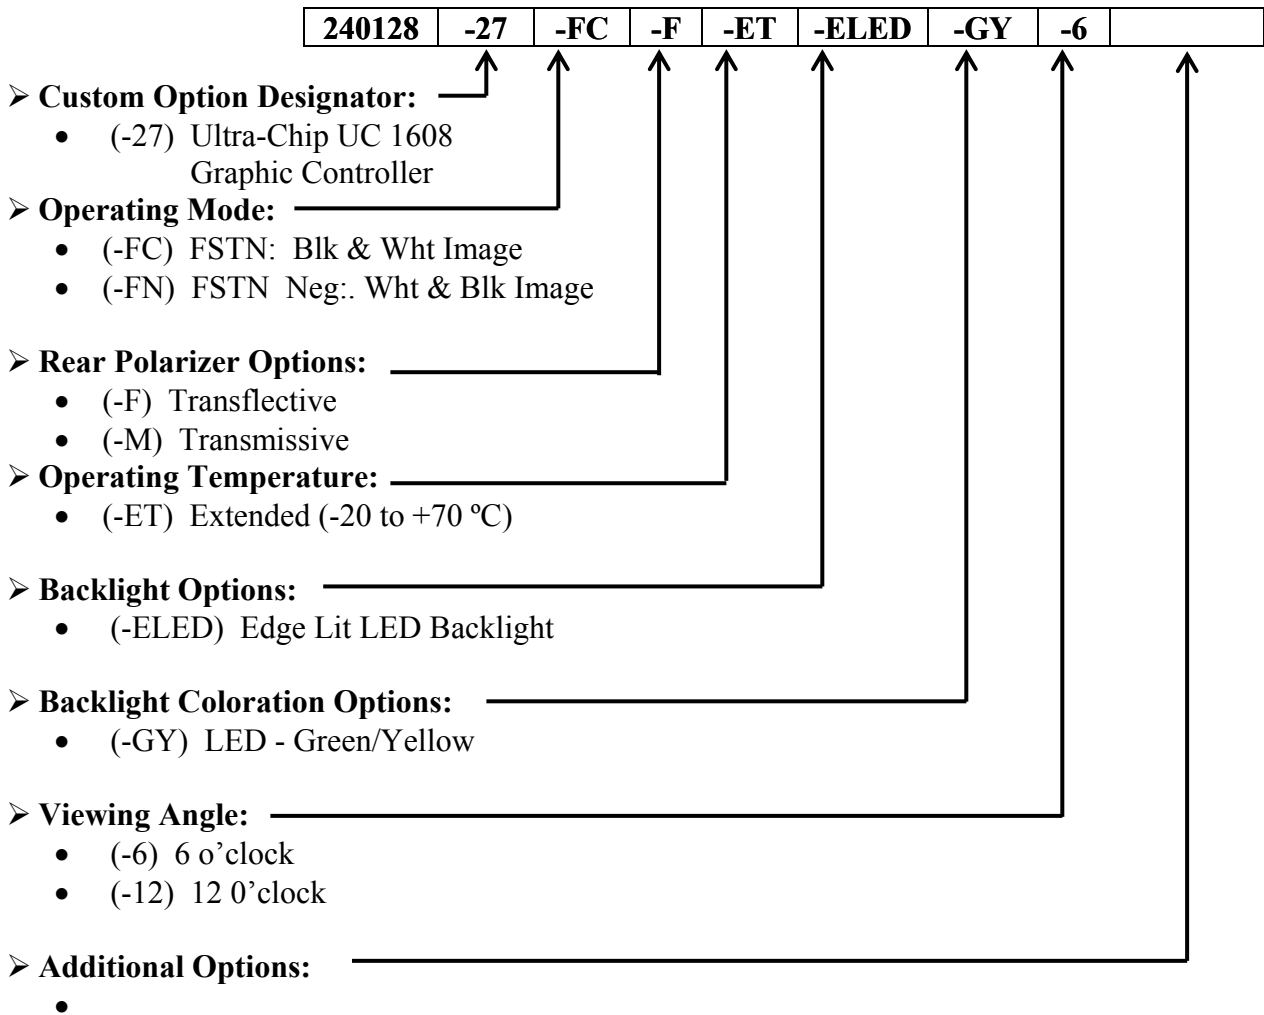 240128 -27 -FC -F -ET -ELED -GY -6
➢ Custom Option Designator:
• (-27) Ultra-Chip UC 1608
Graphic Controller
➢ Operating Mode:
• (-FC) FSTN: Blk & Wht Image
• (-FN) FSTN Neg:. Wht & Blk Image
➢ Rear Polarizer Options:
• (-F) Transflective
• (-M) Transmissive
➢ Operating Temperature:
• (-ET) Extended (-20 to +70 ºC)
➢ Backlight Options:
• (-ELED) Edge Lit LED Backlight
➢ Backlight Coloration Options:
• (-GY) LED - Green/Yellow
➢ Viewing Angle:
• (-6) 6 o’clock
• (-12) 12 0’clock
➢ Additional Options:
•